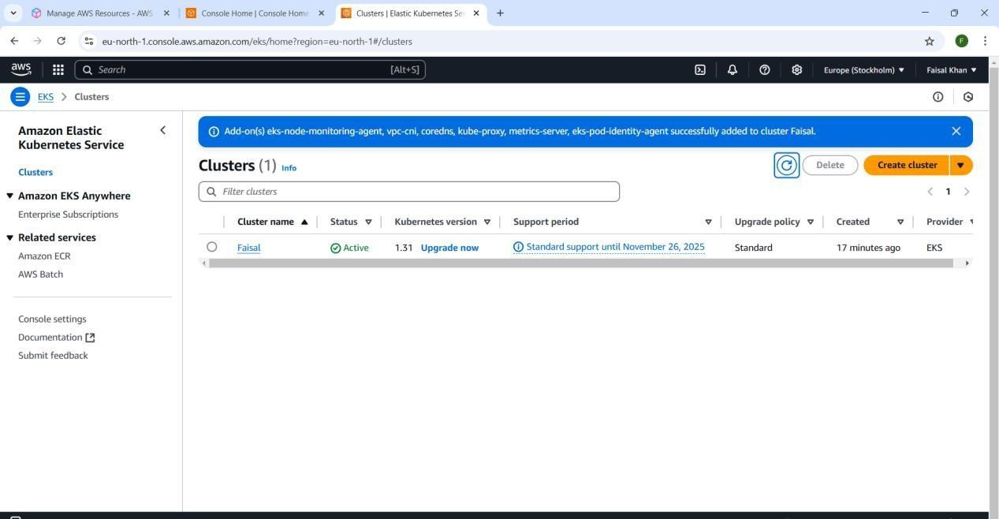 Manage AWS Resources - AWS
Console Home | Console Home
Clusters | Elastic Kubernetes Ser
eu-north-1.console.aws.amazon.com/eks/home?region=eu-north-1#/clusters
F
aws
Search [Alt+S]
Europe (Stockholm)
Faisal Khan
EKS > Clusters
Amazon Elastic
Kubernetes Service
Clusters
Amazon EKS Anywhere
Enterprise Subscriptions
Related services
Amazon ECR
AWS Batch
Console settings
Documentation
Submit feedback
Add-on(s) eks-node-monitoring-agent, vpc-cni, coredns, kube-proxy, metrics-server, eks-pod-identity-agent successfully added to cluster Faisal.
Clusters (1) Info
Delete
Create cluster
Filter clusters
1
Cluster name Status Kubernetes version Support period Upgrade policy Created Provider
Faisal Active 1.31 Upgrade now Standard support until November 26, 2025 Standard 17 minutes ago EKS